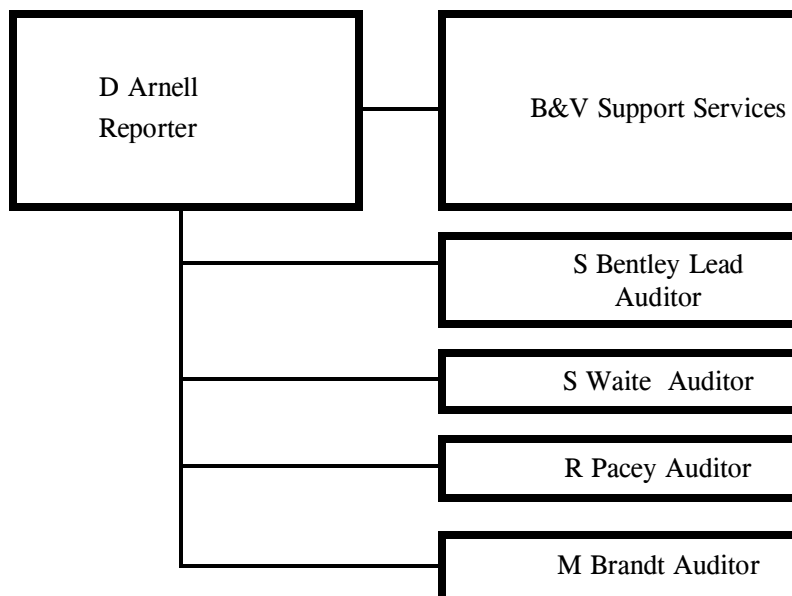 D Arnell
Reporter
B&V Support Services
S Bentley Lead
Auditor
S Waite Auditor
R Pacey Auditor
M Brandt Auditor